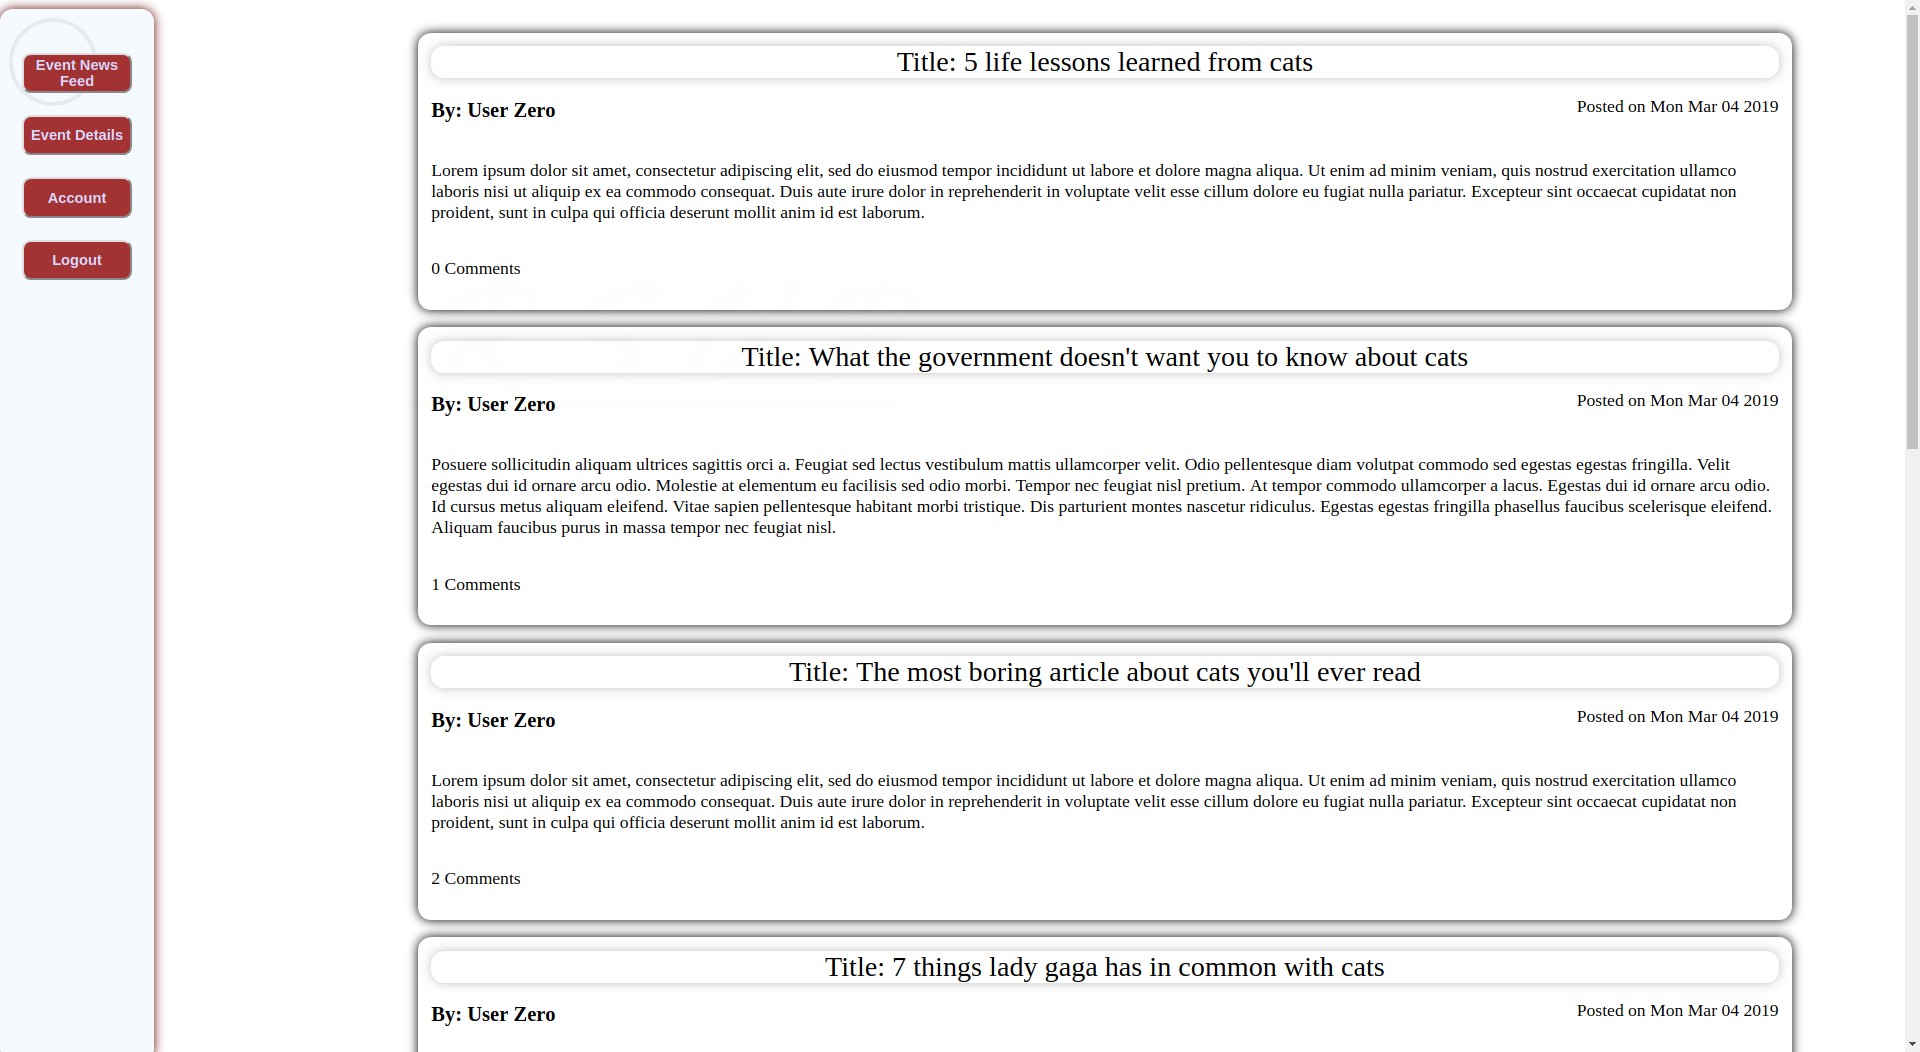 Event News
Feed
Event Details
Account
Logout
Title: 5 life lessons learned from cats
By: User Zero
Posted on Mon Mar 04 2019
Lorem ipsum dolor sit amet, consectetur adipiscing elit, sed do eiusmod tempor incididunt ut labore et dolore magna aliqua. Ut enim ad minim veniam, quis nostrud exercitation ullamco
laboris nisi ut aliquip ex ea commodo consequat. Duis aute irure dolor in reprehenderit in voluptate velit esse cillum dolore eu fugiat nulla pariatur. Excepteur sint occaecat cupidatat non
proident, sunt in culpa qui officia deserunt mollit anim id est laborum.
0 Comments
Title: What the government doesn't want you to know about cats
By: User Zero
Posted on Mon Mar 04 2019
Posuere sollicitudin aliquam ultrices sagittis orci a. Feugiat sed lectus vestibulum mattis ullamcorper velit. Odio pellentesque diam volutpat commodo sed egestas egestas fringilla. Velit
egestas dui id ornare arcu odio. Molestie at elementum eu facilisis sed odio morbi. Tempor nec feugiat nisl pretium. At tempor commodo ullamcorper a lacus. Egestas dui id ornare arcu odio.
Id cursus metus aliquam eleifend. Vitae sapien pellentesque habitant morbi tristique. Dis parturient montes nascetur ridiculus. Egestas egestas fringilla phasellus faucibus scelerisque eleifend.
Aliquam faucibus purus in massa tempor nec feugiat nisl.
1 Comments
Title: The most boring article about cats you'll ever read
By: User Zero
Posted on Mon Mar 04 2019
Lorem ipsum dolor sit amet, consectetur adipiscing elit, sed do eiusmod tempor incididunt ut labore et dolore magna aliqua. Ut enim ad minim veniam, quis nostrud exercitation ullamco
laboris nisi ut aliquip ex ea commodo consequat. Duis aute irure dolor in reprehenderit in voluptate velit esse cillum dolore eu fugiat nulla pariatur. Excepteur sint occaecat cupidatat non
proident, sunt in culpa qui officia deserunt mollit anim id est laborum.
2 Comments
Title: 7 things lady gaga has in common with cats
By: User Zero
Posted on Mon Mar 04 2019